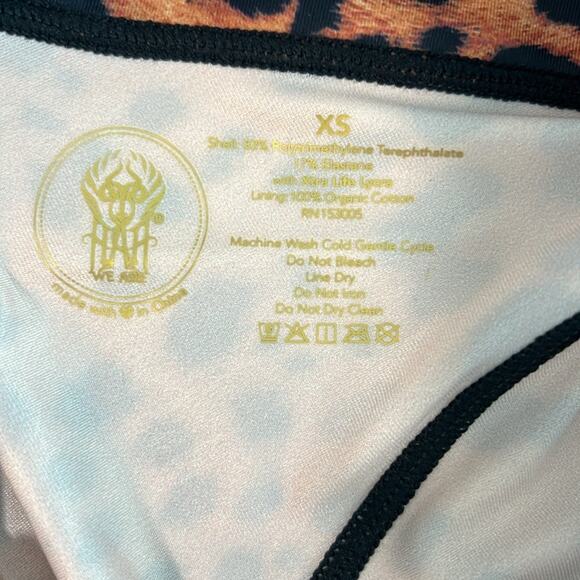 XS
Shell: 83% Polytrimethylene Terephthalate
17% Elastane
with Xtra Life Lycra
Lining: 100% Organic Cotton
RN153005
Machine Wash Cold Gentle Cycle
Do Not Bleach
Line Dry
Do Not Iron
Do Not Dry Clean
WE ARE
®
made with in China